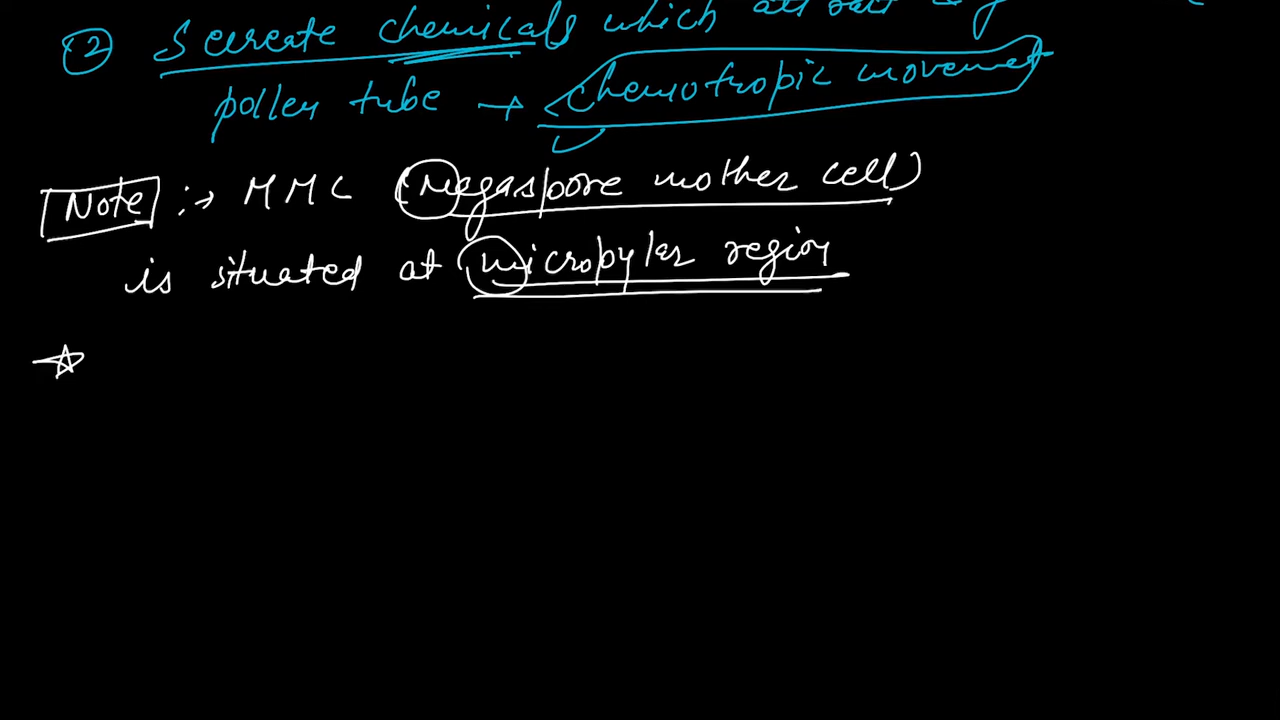 ② Secreate chemicals which
pollen tube → chemotropic movement
Note :→ MMC (Megaspore mother cell)
is situated at micropyler region